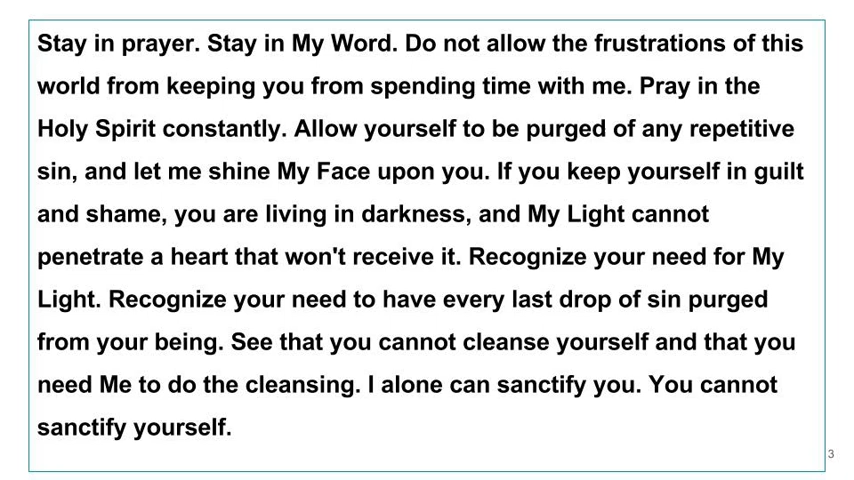 Stay in prayer. Stay in My Word. Do not allow the frustrations of this
world from keeping you from spending time with me. Pray in the
Holy Spirit constantly. Allow yourself to be purged of any repetitive
sin, and let me shine My Face upon you. If you keep yourself in guilt
and shame, you are living in darkness, and My Light cannot
penetrate a heart that won't receive it. Recognize your need for My
Light. Recognize your need to have every last drop of sin purged
from your being. See that you cannot cleanse yourself and that you
need Me to do the cleansing. I alone can sanctify you. You cannot
sanctify yourself.
3